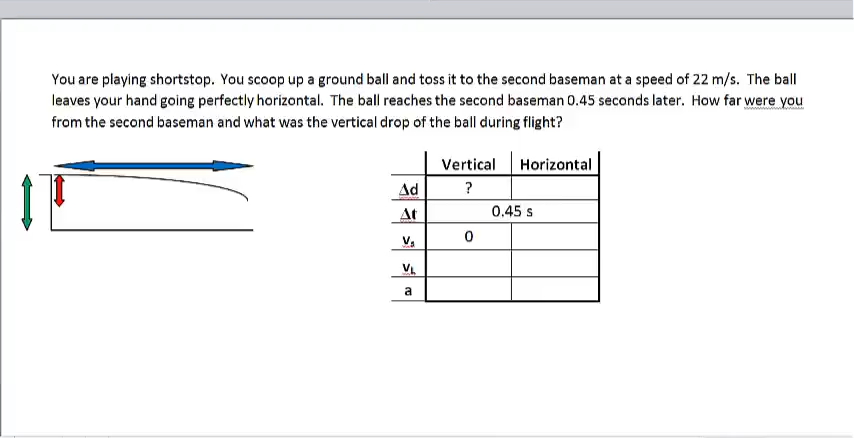 You are playing shortstop.  You scoop up a ground ball and toss it to the second baseman at a speed of 22 m/s.  The ball
leaves your hand going perfectly horizontal.  The ball reaches the second baseman 0.45 seconds later.  How far were you
from the second baseman and what was the vertical drop of the ball during flight?
Vertical Horizontal
Δd ?
Δt 0.45 s
Vs 0
VL
a